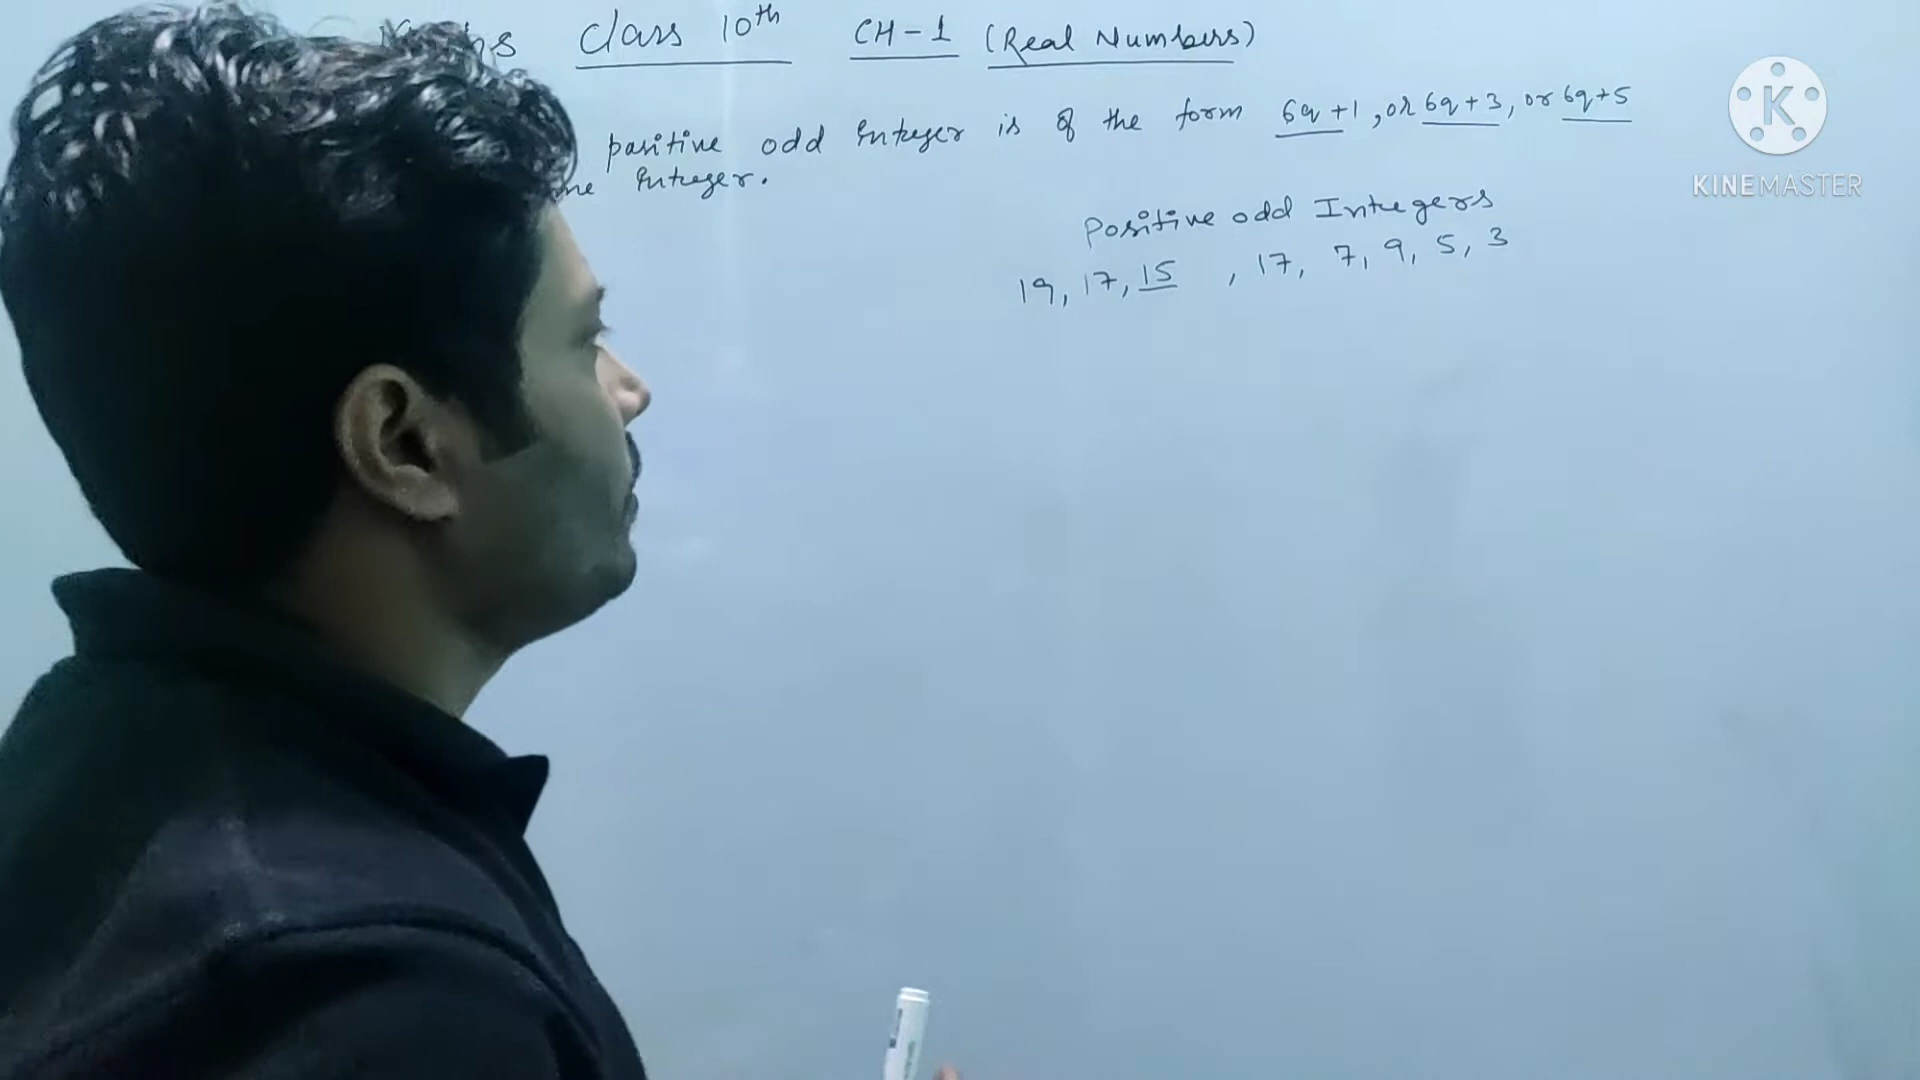 Maths Class 10th CH-1 (Real Numbers)
positive odd Integer is of the form 6q+1, or 6q+3, or 6q+5
Integer.
Positive odd Integers
19, 17, 15 , 17, 7, 9, 5, 3
KINEMASTER